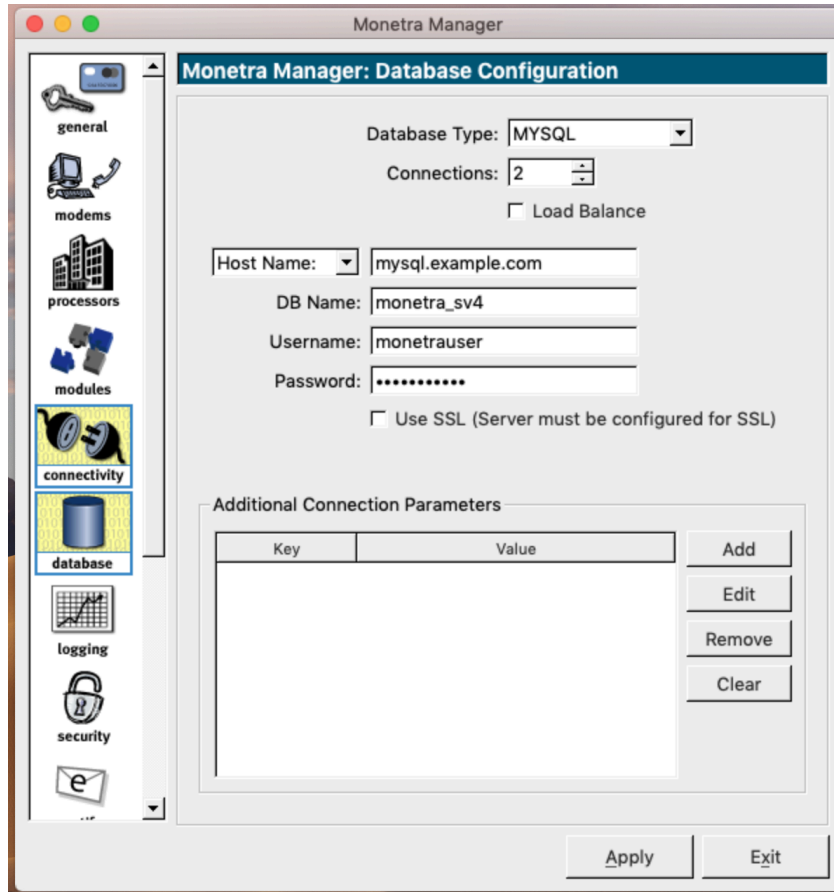 Monetra Manager
general
modems
processors
modules
connectivity
database
logging
security
Monetra Manager: Database Configuration
Database Type: MYSQL
Connections: 2
Load Balance
Host Name: mysql.example.com
DB Name: monetra_sv4
Username: monetrauser
Password: •••••••••••
Use SSL (Server must be configured for SSL)
Additional Connection Parameters
Key Value
Add
Edit
Remove
Clear
Apply Exit